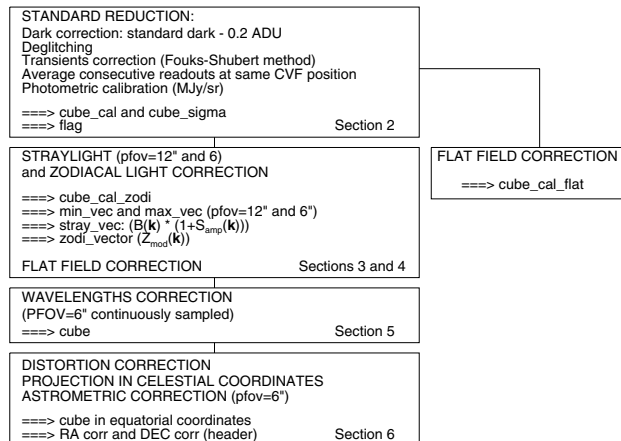 STANDARD REDUCTION:
Dark correction: standard dark - 0.2 ADU
Deglitching
Transients correction (Fouks-Shubert method)
Average consecutive readouts at same CVF position
Photometric calibration (MJy/sr)
===> cube_cal and cube_sigma
===> flag Section 2
STRAYLIGHT (pfov=12" and 6)
and ZODIACAL LIGHT CORRECTION
===> cube_cal_zodi
===> min_vec and max_vec (pfov=12" and 6")
===> stray_vec: (B(k) * (1+S_amp(k)))
===> zodi_vector (Z_mod(k))
FLAT FIELD CORRECTION Sections 3 and 4
FLAT FIELD CORRECTION
===> cube_cal_flat
WAVELENGTHS CORRECTION
(PFOV=6" continuously sampled)
===> cube Section 5
DISTORTION CORRECTION
PROJECTION IN CELESTIAL COORDINATES
ASTROMETRIC CORRECTION (pfov=6")
===> cube in equatorial coordinates
===> RA corr and DEC corr (header) Section 6